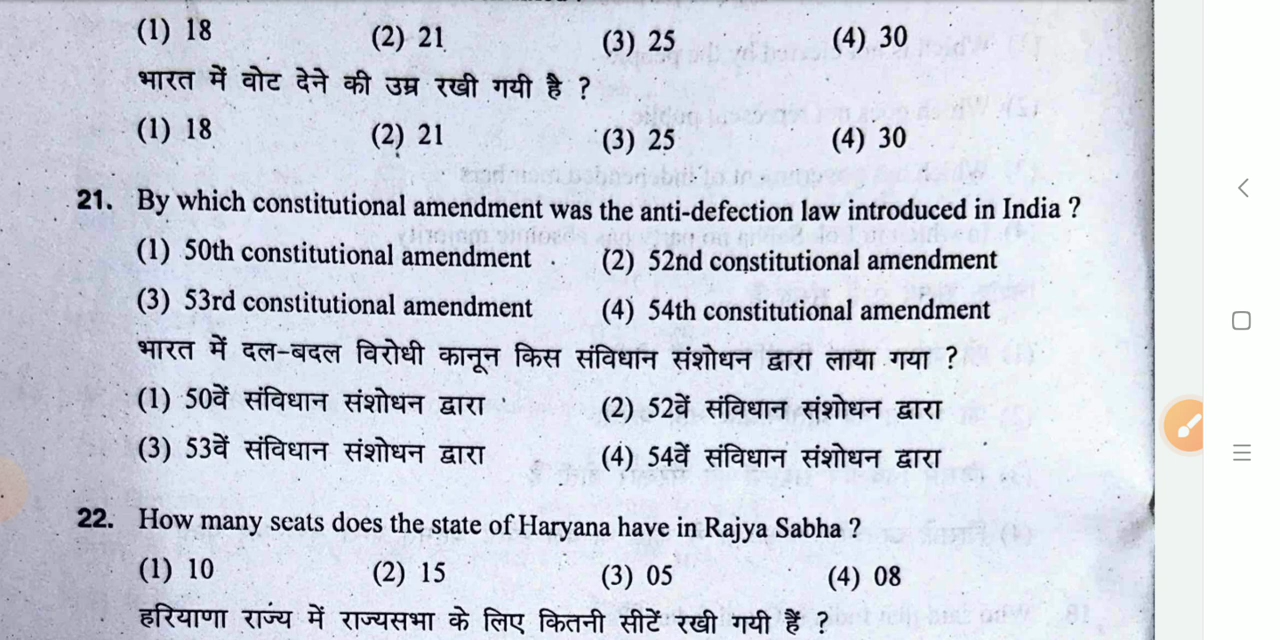 (1) 18 (2) 21 (3) 25 (4) 30
भारत में वोट देने की उम्र रखी गयी है ?
(1) 18 (2) 21 (3) 25 (4) 30
21. By which constitutional amendment was the anti-defection law introduced in India ?
(1) 50th constitutional amendment (2) 52nd constitutional amendment
(3) 53rd constitutional amendment (4) 54th constitutional amendment
भारत में दल-बदल विरोधी कानून किस संविधान संशोधन द्वारा लाया गया ?
(1) 50वें संविधान संशोधन द्वारा (2) 52वें संविधान संशोधन द्वारा
(3) 53वें संविधान संशोधन द्वारा (4) 54वें संविधान संशोधन द्वारा
22. How many seats does the state of Haryana have in Rajya Sabha ?
(1) 10 (2) 15 (3) 05 (4) 08
हरियाणा राज्य में राज्यसभा के लिए कितनी सीटें रखी गयी हैं ?